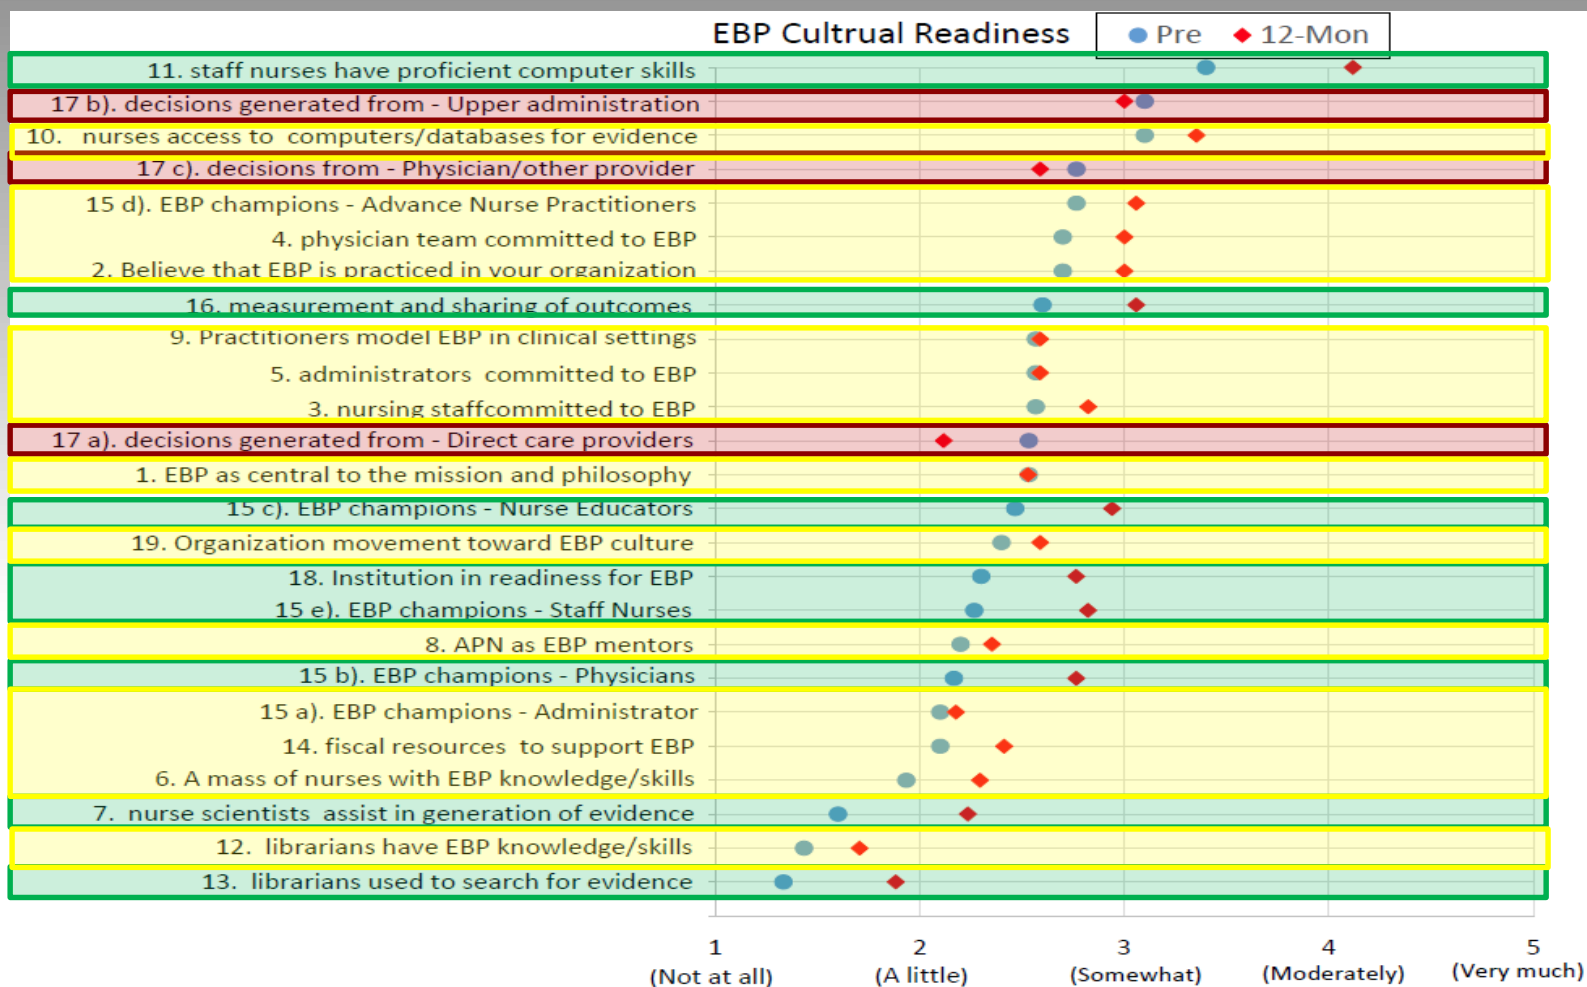 EBP Cultrual Readiness
Pre 12-Mon
11. staff nurses have proficient computer skills
17 b). decisions generated from - Upper administration
10. nurses access to computers/databases for evidence
17 c). decisions from - Physician/other provider
15 d). EBP champions - Advance Nurse Practitioners
4. physician team committed to EBP
2. Believe that EBP is practiced in your organization
16. measurement and sharing of outcomes
9. Practitioners model EBP in clinical settings
5. administrators committed to EBP
3. nursing staffcommitted to EBP
17 a). decisions generated from - Direct care providers
1. EBP as central to the mission and philosophy
15 c). EBP champions - Nurse Educators
19. Organization movement toward EBP culture
18. Institution in readiness for EBP
15 e). EBP champions - Staff Nurses
8. APN as EBP mentors
15 b). EBP champions - Physicians
15 a). EBP champions - Administrator
14. fiscal resources to support EBP
6. A mass of nurses with EBP knowledge/skills
7. nurse scientists assist in generation of evidence
12. librarians have EBP knowledge/skills
13. librarians used to search for evidence
1 2 3 4 5
(Not at all) (A little) (Somewhat) (Moderately) (Very much)